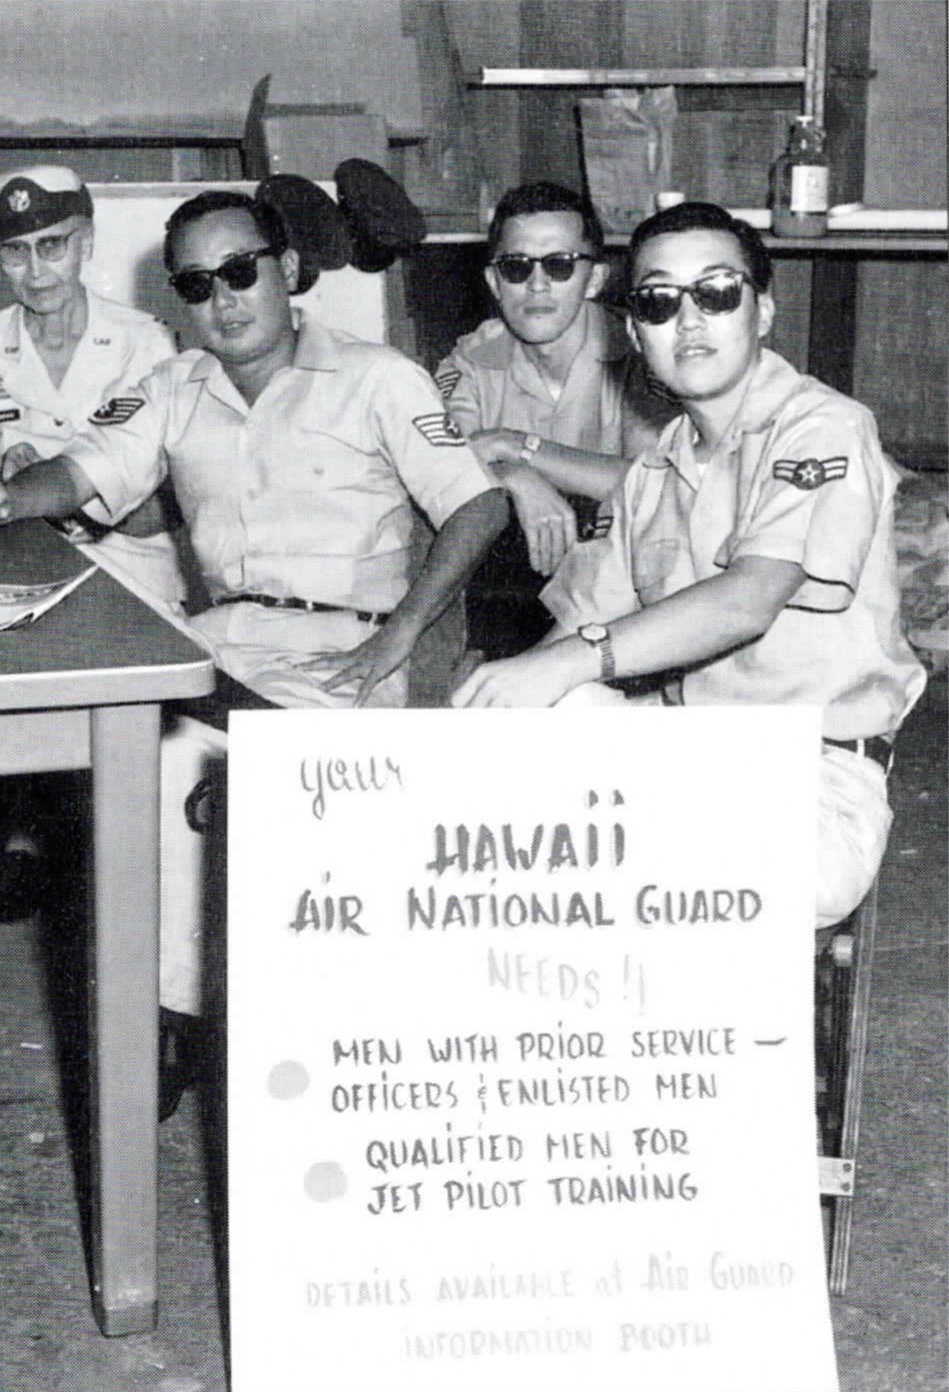 your
HAWAII
AIR NATIONAL GUARD
NEEDS !!
MEN WITH PRIOR SERVICE —
OFFICERS & ENLISTED MEN
QUALIFIED MEN FOR
JET PILOT TRAINING
DETAILS AVAILABLE at AIR GUARD
INFORMATION BOOTH
CAP